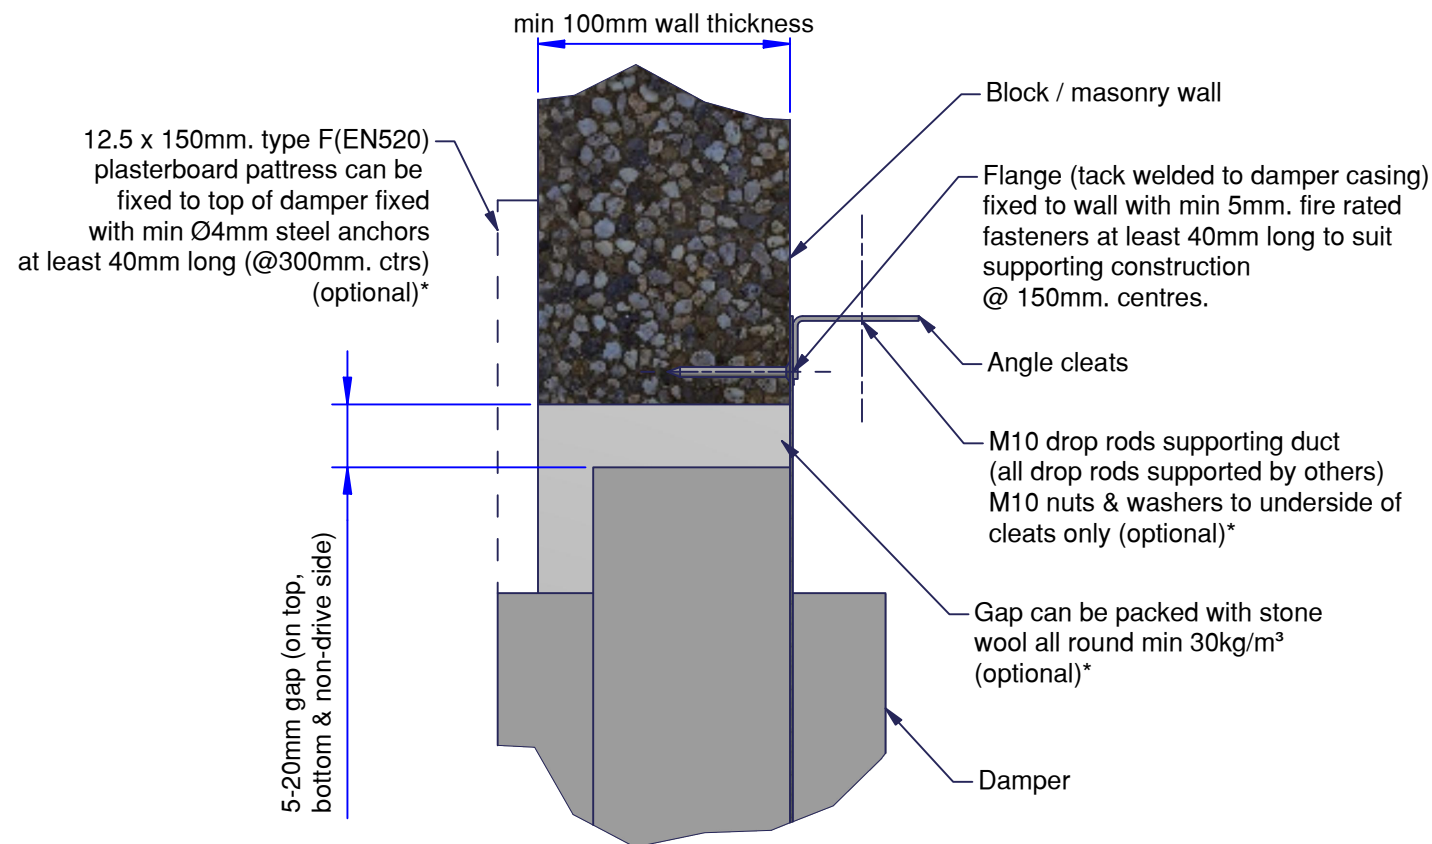 min 100mm wall thickness
12.5 x 150mm. type F(EN520)
plasterboard pattress can be
fixed to top of damper fixed
with min Ø4mm steel anchors
at least 40mm long (@300mm. ctrs)
(optional)*
Block / masonry wall
Flange (tack welded to damper casing)
fixed to wall with min 5mm. fire rated
fasteners at least 40mm long to suit
supporting construction
@ 150mm. centres.
Angle cleats
M10 drop rods supporting duct
(all drop rods supported by others)
M10 nuts & washers to underside of
cleats only (optional)*
5-20mm gap (on top,
bottom & non-drive side)
Gap can be packed with stone
wool all round min 30kg/m³
(optional)*
Damper